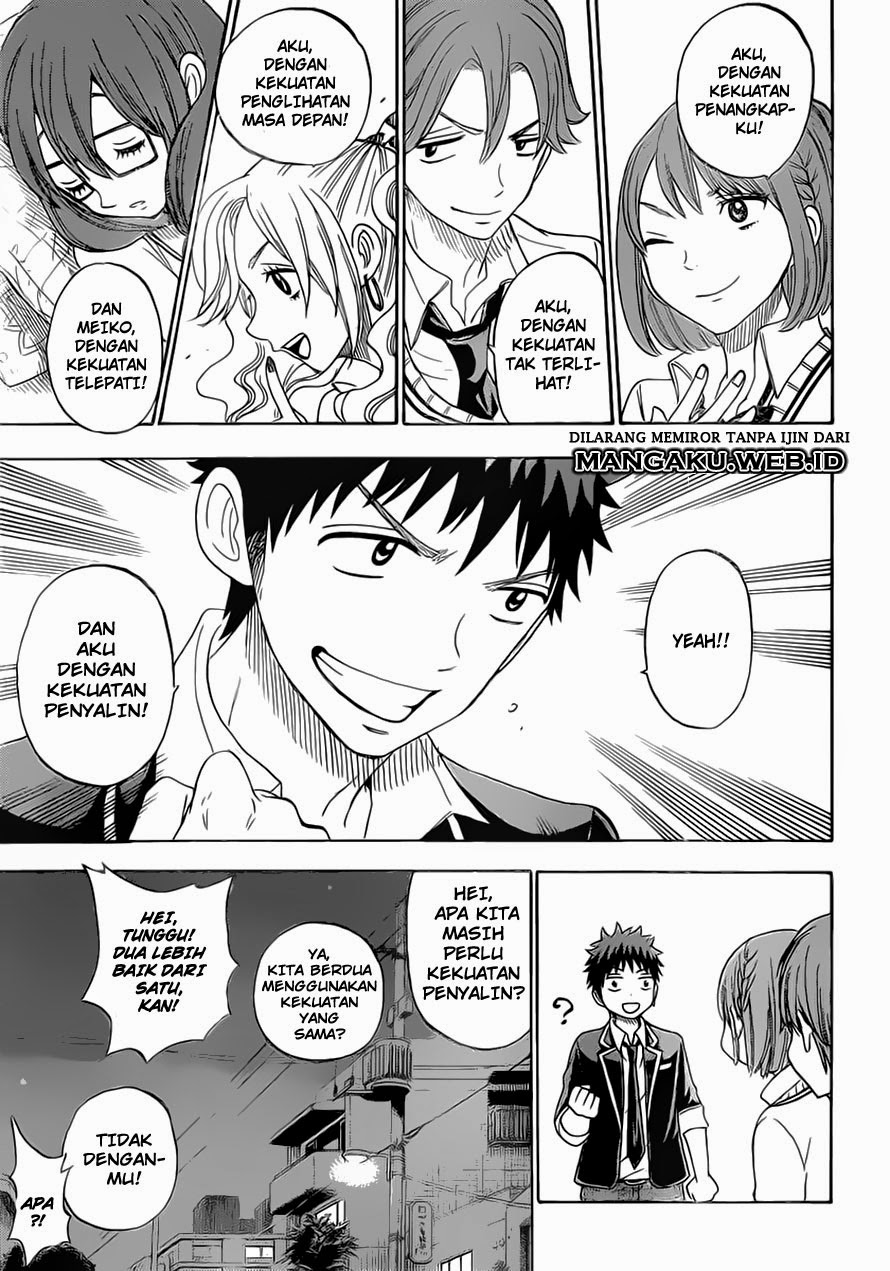 AKU,
DENGAN
KEKUATAN
PENANGKAP-
KU!
AKU,
DENGAN
KEKUATAN
TAK TERLI-
HAT!
AKU,
DENGAN
KEKUATAN
PENGLIHATAN
MASA DEPAN!
DAN
MEIKO,
DENGAN
KEKUATAN
TELEPATI!
DILARANG MEMIROR TANPA IJIN DARI
MANGAKU.WEB.ID
YEAH!!
DAN
AKU
DENGAN
KEKUATAN
PENYALIN!
?
HEI,
APA KITA
MASIH
PERLU
KEKUATAN
PENYALIN?
YA,
KITA BERDUA
MENGGUNAKAN
KEKUATAN
YANG
SAMA?
HEI,
TUNGGU!
DUA LEBIH
BAIK DARI
SATU,
KAN!
TIDAK
DENGAN-
MU!
APA
?!